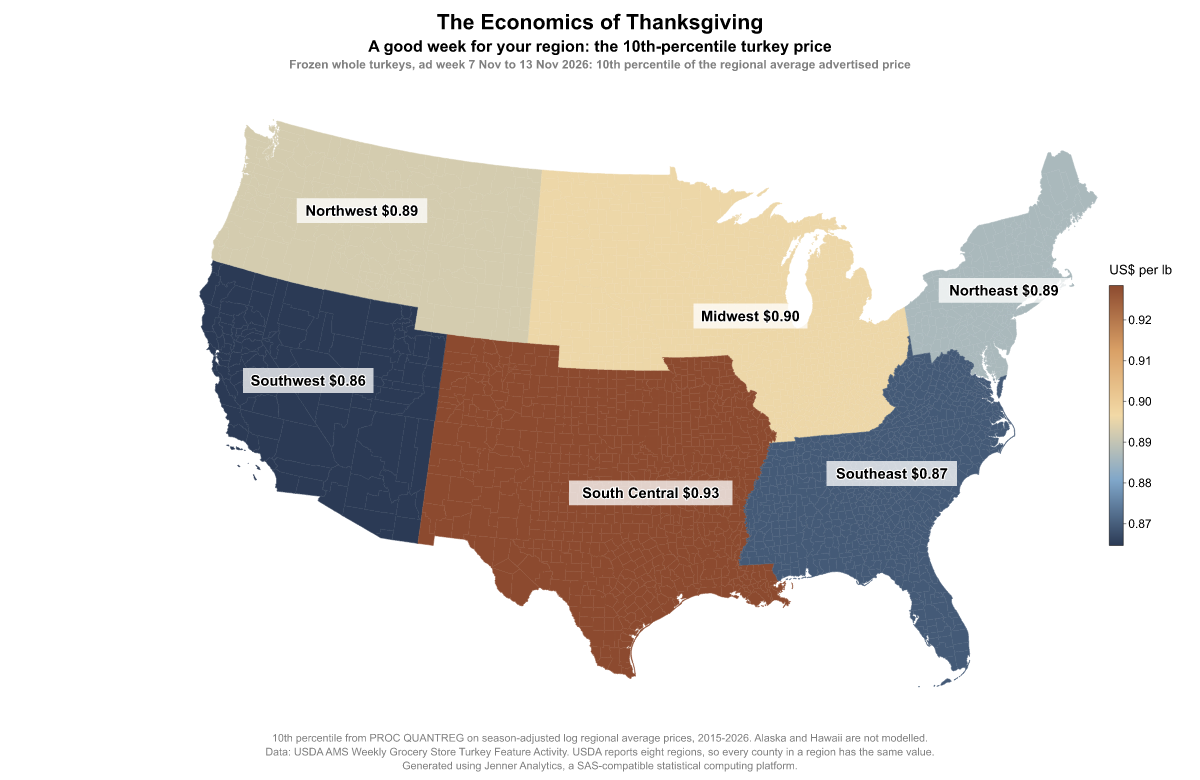 The Economics of Thanksgiving
A good week for your region: the 10th-percentile turkey price
Frozen whole turkeys, ad week 7 Nov to 13 Nov 2026: 10th percentile of the regional average advertised price
Northwest $0.89
Northeast $0.89
Midwest $0.90
Southwest $0.86
Southeast $0.87
South Central $0.93
US$ per lb
0.92
0.91
0.90
0.89
0.88
0.87
10th percentile from PROC QUANTREG on season-adjusted log regional average prices, 2015-2026. Alaska and Hawaii are not modelled.
Data: USDA AMS Weekly Grocery Store Turkey Feature Activity. USDA reports eight regions, so every county in a region has the same value.
Generated using Jenner Analytics, a SAS-compatible statistical computing platform.